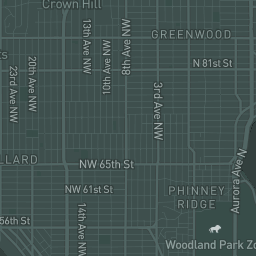 Crown Hill
GREENWOOD
13th Ave NW
8th Ave NW
10th Ave NW
20th Ave NW
23rd Ave NW
N 81st St
3rd Ave NW
LLARD
NW 65th St
NW 61st St
PHINNEY
RIDGE
Aurora Ave N
14th Ave NW
56th St
Woodland Park Zo